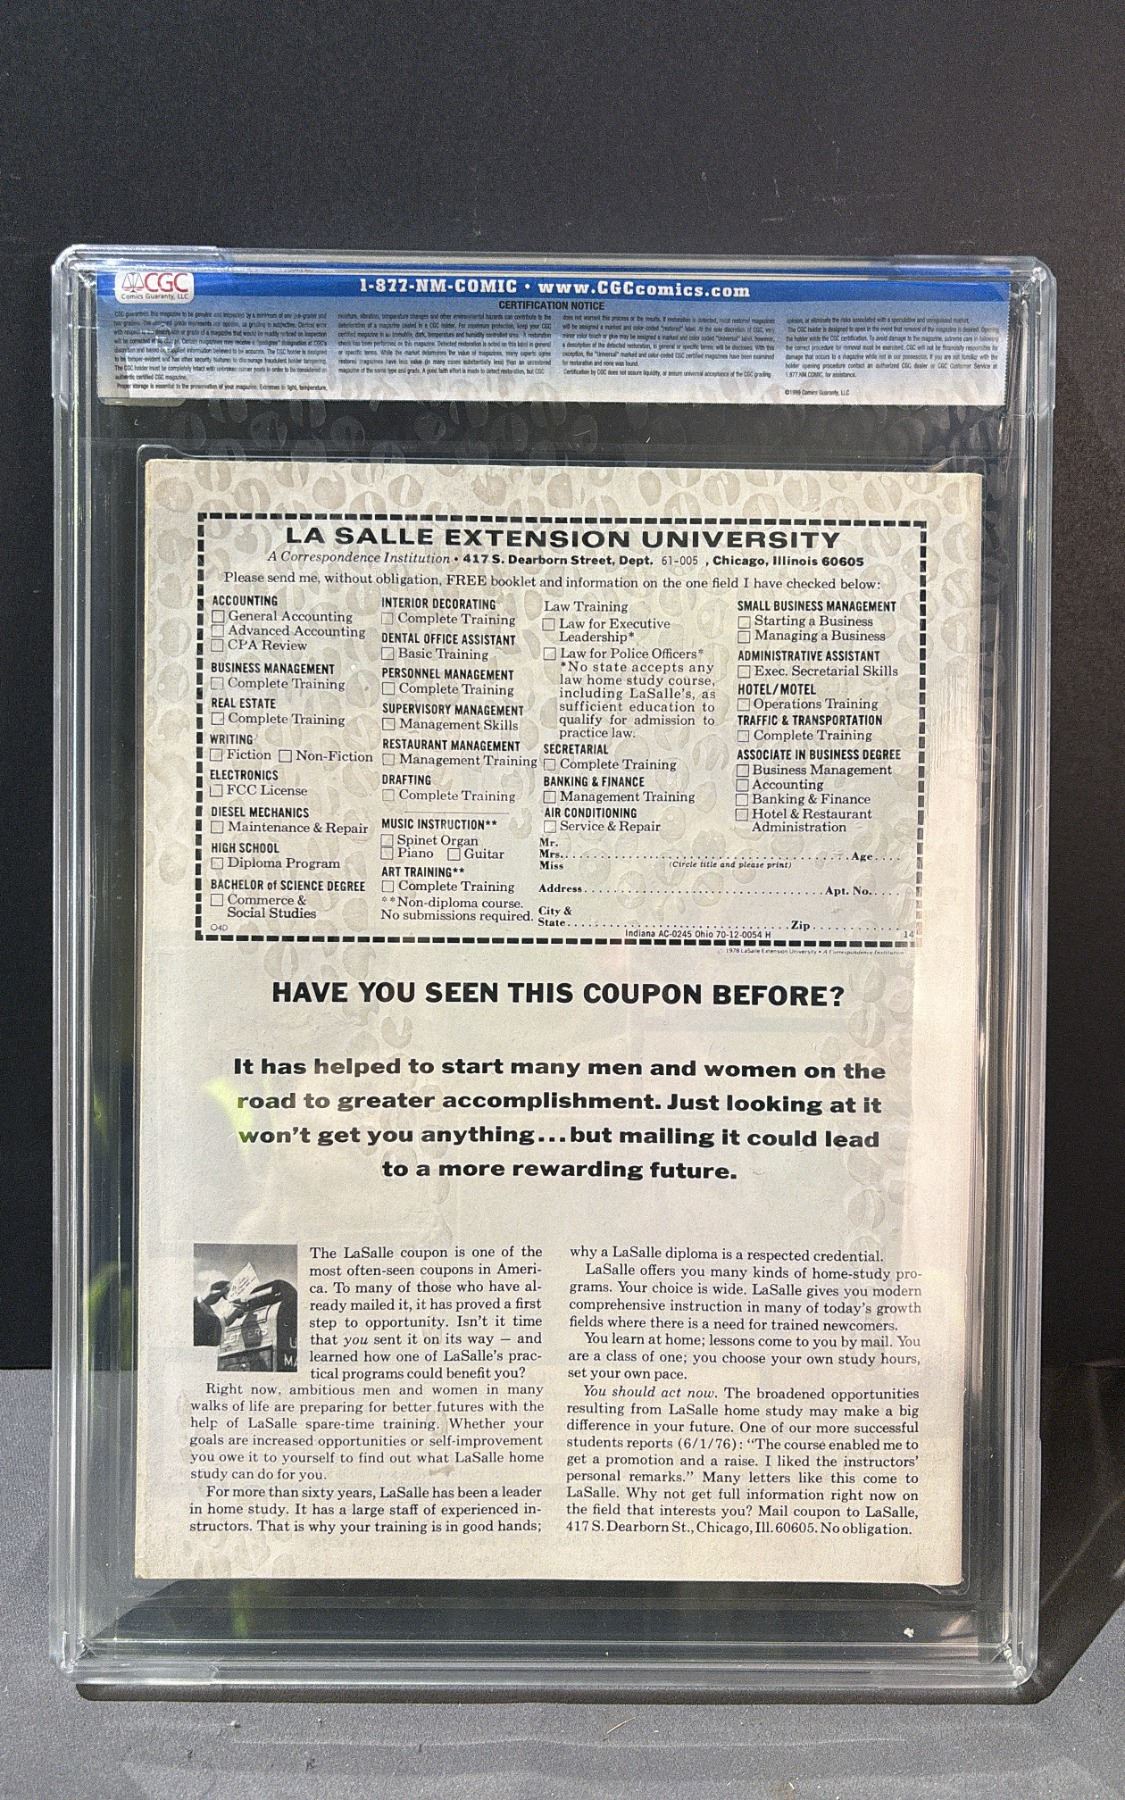 CGC
Comics Guaranty, LLC
1-877-NM-COMIC • www.CGCcomics.com
CERTIFICATION NOTICE
©1999 Comics Guaranty, LLC
LA SALLE EXTENSION UNIVERSITY
A Correspondence Institution • 417 S. Dearborn Street, Dept. 61-005 , Chicago, Illinois 60605
Please send me, without obligation, FREE booklet and information on the one field I have checked below:
ACCOUNTING
General Accounting
Advanced Accounting
CPA Review
BUSINESS MANAGEMENT
Complete Training
REAL ESTATE
Complete Training
WRITING
Fiction Non-Fiction
ELECTRONICS
FCC License
DIESEL MECHANICS
Maintenance & Repair
HIGH SCHOOL
Diploma Program
BACHELOR of SCIENCE DEGREE
Commerce &
Social Studies
O4D
INTERIOR DECORATING
Complete Training
DENTAL OFFICE ASSISTANT
Basic Training
PERSONNEL MANAGEMENT
Complete Training
SUPERVISORY MANAGEMENT
Management Skills
RESTAURANT MANAGEMENT
Management Training
DRAFTING
Complete Training
MUSIC INSTRUCTION**
Spinet Organ
Piano Guitar
ART TRAINING**
Complete Training
**Non-diploma course.
No submissions required.
Law Training
Law for Executive
Leadership*
Law for Police Officers*
*No state accepts any
law home study course,
including LaSalle's, as
sufficient education to
qualify for admission to
practice law.
SECRETARIAL
Complete Training
BANKING & FINANCE
Management Training
AIR CONDITIONING
Service & Repair
SMALL BUSINESS MANAGEMENT
Starting a Business
Managing a Business
ADMINISTRATIVE ASSISTANT
Exec. Secretarial Skills
HOTEL/MOTEL
Operations Training
TRAFFIC & TRANSPORTATION
Complete Training
ASSOCIATE IN BUSINESS DEGREE
Business Management
Accounting
Banking & Finance
Hotel & Restaurant
Administration
Mr.
Mrs. Age
Miss (Circle title and please print)
Address Apt. No.
City &
State Zip
Indiana AC-0245 Ohio 70-12-0054 H 14
© 1978 LaSalle Extension University • A Correspondence Institution
HAVE YOU SEEN THIS COUPON BEFORE?
It has helped to start many men and women on the
road to greater accomplishment. Just looking at it
won't get you anything...but mailing it could lead
to a more rewarding future.
The LaSalle coupon is one of the
most often-seen coupons in Ameri-
ca. To many of those who have al-
ready mailed it, it has proved a first
step to opportunity. Isn't it time
that you sent it on its way — and
learned how one of LaSalle's prac-
tical programs could benefit you?
Right now, ambitious men and women in many
walks of life are preparing for better futures with the
help of LaSalle spare-time training. Whether your
goals are increased opportunities or self-improvement
you owe it to yourself to find out what LaSalle home
study can do for you.
For more than sixty years, LaSalle has been a leader
in home study. It has a large staff of experienced in-
structors. That is why your training is in good hands;
why a LaSalle diploma is a respected credential.
LaSalle offers you many kinds of home-study pro-
grams. Your choice is wide. LaSalle gives you modern
comprehensive instruction in many of today's growth
fields where there is a need for trained newcomers.
You learn at home; lessons come to you by mail. You
are a class of one; you choose your own study hours,
set your own pace.
You should act now. The broadened opportunities
resulting from LaSalle home study may make a big
difference in your future. One of our more successful
students reports (6/1/76): "The course enabled me to
get a promotion and a raise. I liked the instructors'
personal remarks." Many letters like this come to
LaSalle. Why not get full information right now on
the field that interests you? Mail coupon to LaSalle,
417 S. Dearborn St., Chicago, Ill. 60605. No obligation.